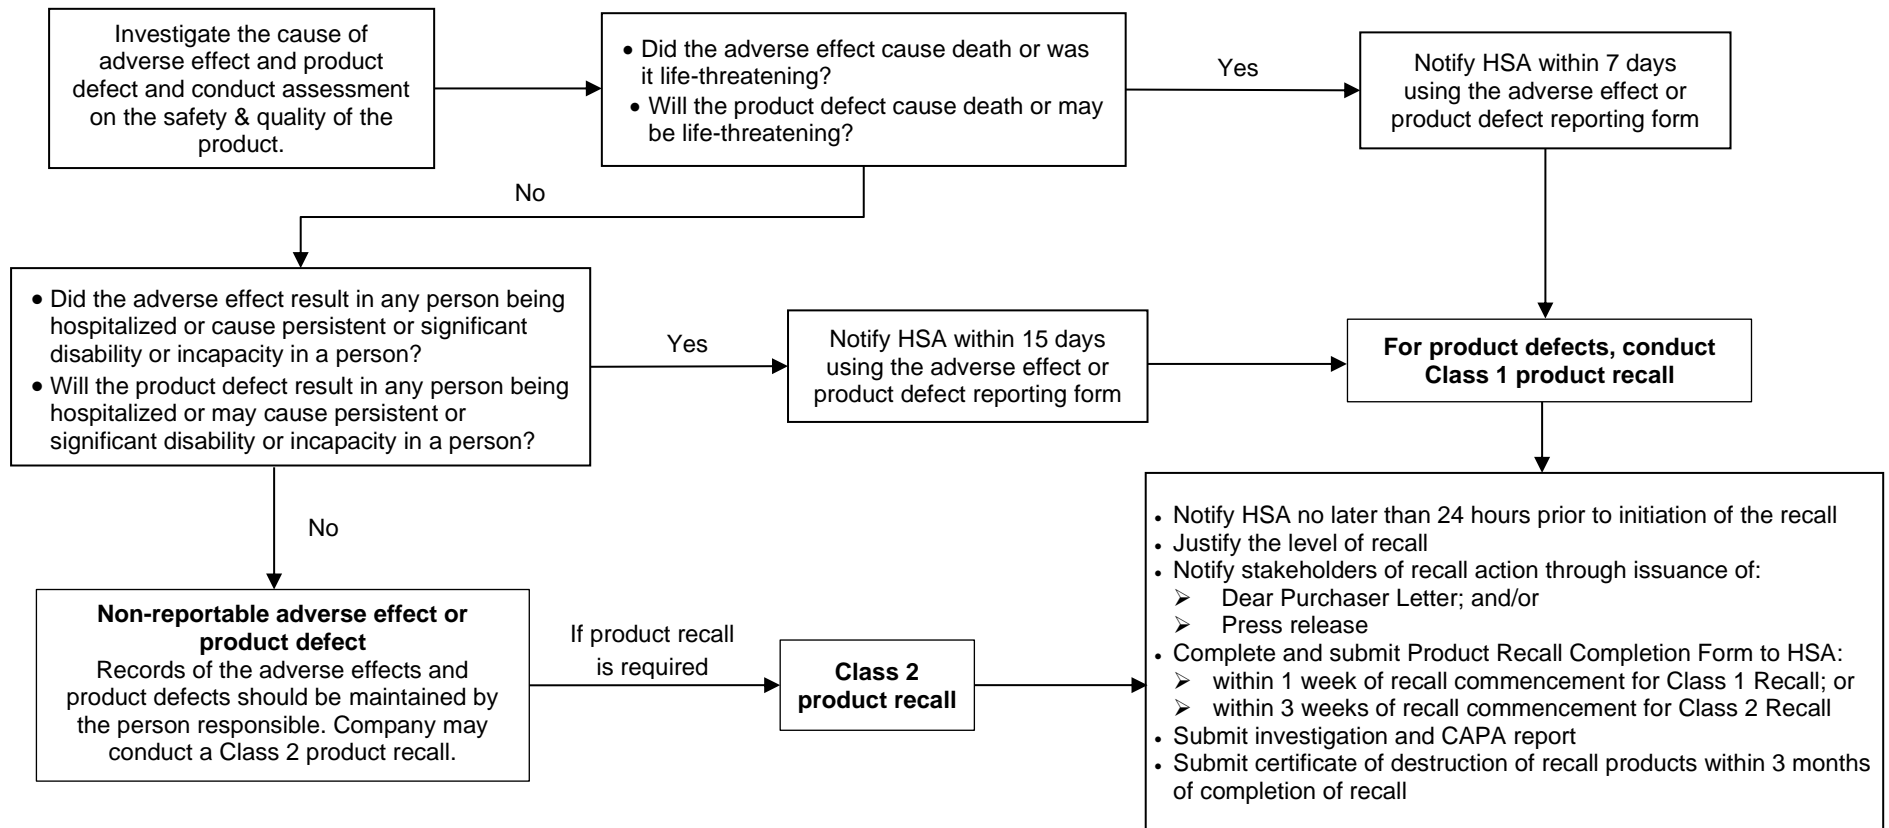 Investigate the cause of
adverse effect and product
defect and conduct assessment
on the safety & quality of the
product.
• Did the adverse effect cause death or was
it life-threatening?
• Will the product defect cause death or may
be life-threatening?
Yes
Notify HSA within 7 days
using the adverse effect or
product defect reporting form
No
• Did the adverse effect result in any person being
hospitalized or cause persistent or significant
disability or incapacity in a person?
• Will the product defect result in any person being
hospitalized or may cause persistent or
significant disability or incapacity in a person?
Yes
Notify HSA within 15 days
using the adverse effect or
product defect reporting form
For product defects, conduct
Class 1 product recall
No
Non-reportable adverse effect or
product defect
Records of the adverse effects and
product defects should be maintained by
the person responsible. Company may
conduct a Class 2 product recall.
If product recall
is required
Class 2
product recall
• Notify HSA no later than 24 hours prior to initiation of the recall
• Justify the level of recall
• Notify stakeholders of recall action through issuance of:
➢ Dear Purchaser Letter; and/or
➢ Press release
• Complete and submit Product Recall Completion Form to HSA:
➢ within 1 week of recall commencement for Class 1 Recall; or
➢ within 3 weeks of recall commencement for Class 2 Recall
• Submit investigation and CAPA report
• Submit certificate of destruction of recall products within 3 months
of completion of recall